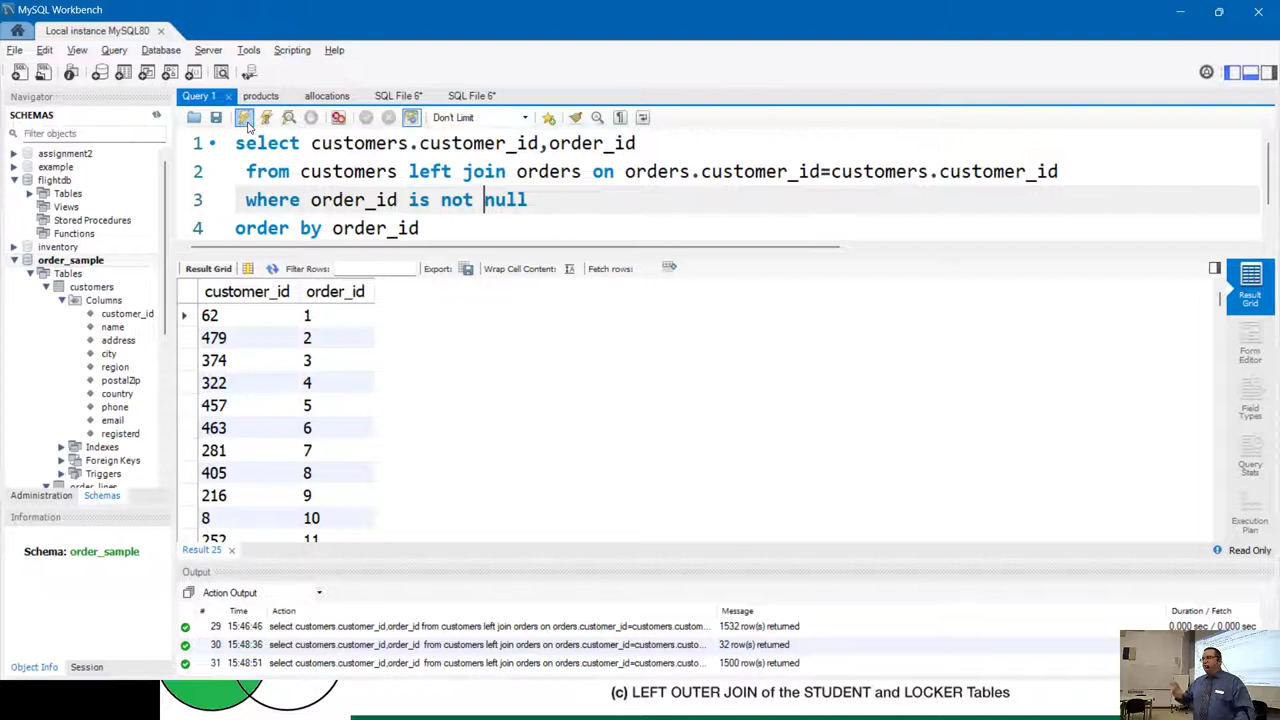 MySQL Workbench
Local instance MySQL80
File Edit View Query Database Server Tools Scripting Help
Navigator
SCHEMAS
Filter objects
assignment2
example
flightdb
Tables
Views
Stored Procedures
Functions
inventory
order_sample
Tables
customers
Columns
customer_id
name
address
city
region
postalZip
country
phone
email
registerd
Indexes
Foreign Keys
Triggers
order_lines
Administration Schemas
Information
Schema: order_sample
Object Info Session
Query 1 products allocations SQL File 6* SQL File 6*
Don't Limit
1 select customers.customer_id,order_id
2 from customers left join orders on orders.customer_id=customers.customer_id
3 where order_id is not null
4 order by order_id
Result Grid Filter Rows: Export: Wrap Cell Content: Fetch rows:
customer_id order_id
62 1
479 2
374 3
322 4
457 5
463 6
281 7
405 8
216 9
8 10
252 11
Result Grid
Form Editor
Field Types
Query Stats
Execution Plan
Result 25
Read Only
Output
Action Output
# Time Action Message Duration / Fetch
29 15:46:46 select customers.customer_id,order_id from customers left join orders on orders.customer_id=customers.custom... 1532 row(s) returned 0.000 sec / 0.000 sec
30 15:48:36 select customers.customer_id,order_id from customers left join orders on orders.customer_id=customers.custo... 32 row(s) returned
31 15:48:51 select customers.customer_id,order_id from customers left join orders on orders.customer_id=customers.custo... 1500 row(s) returned
(c) LEFT OUTER JOIN of the STUDENT and LOCKER Tables